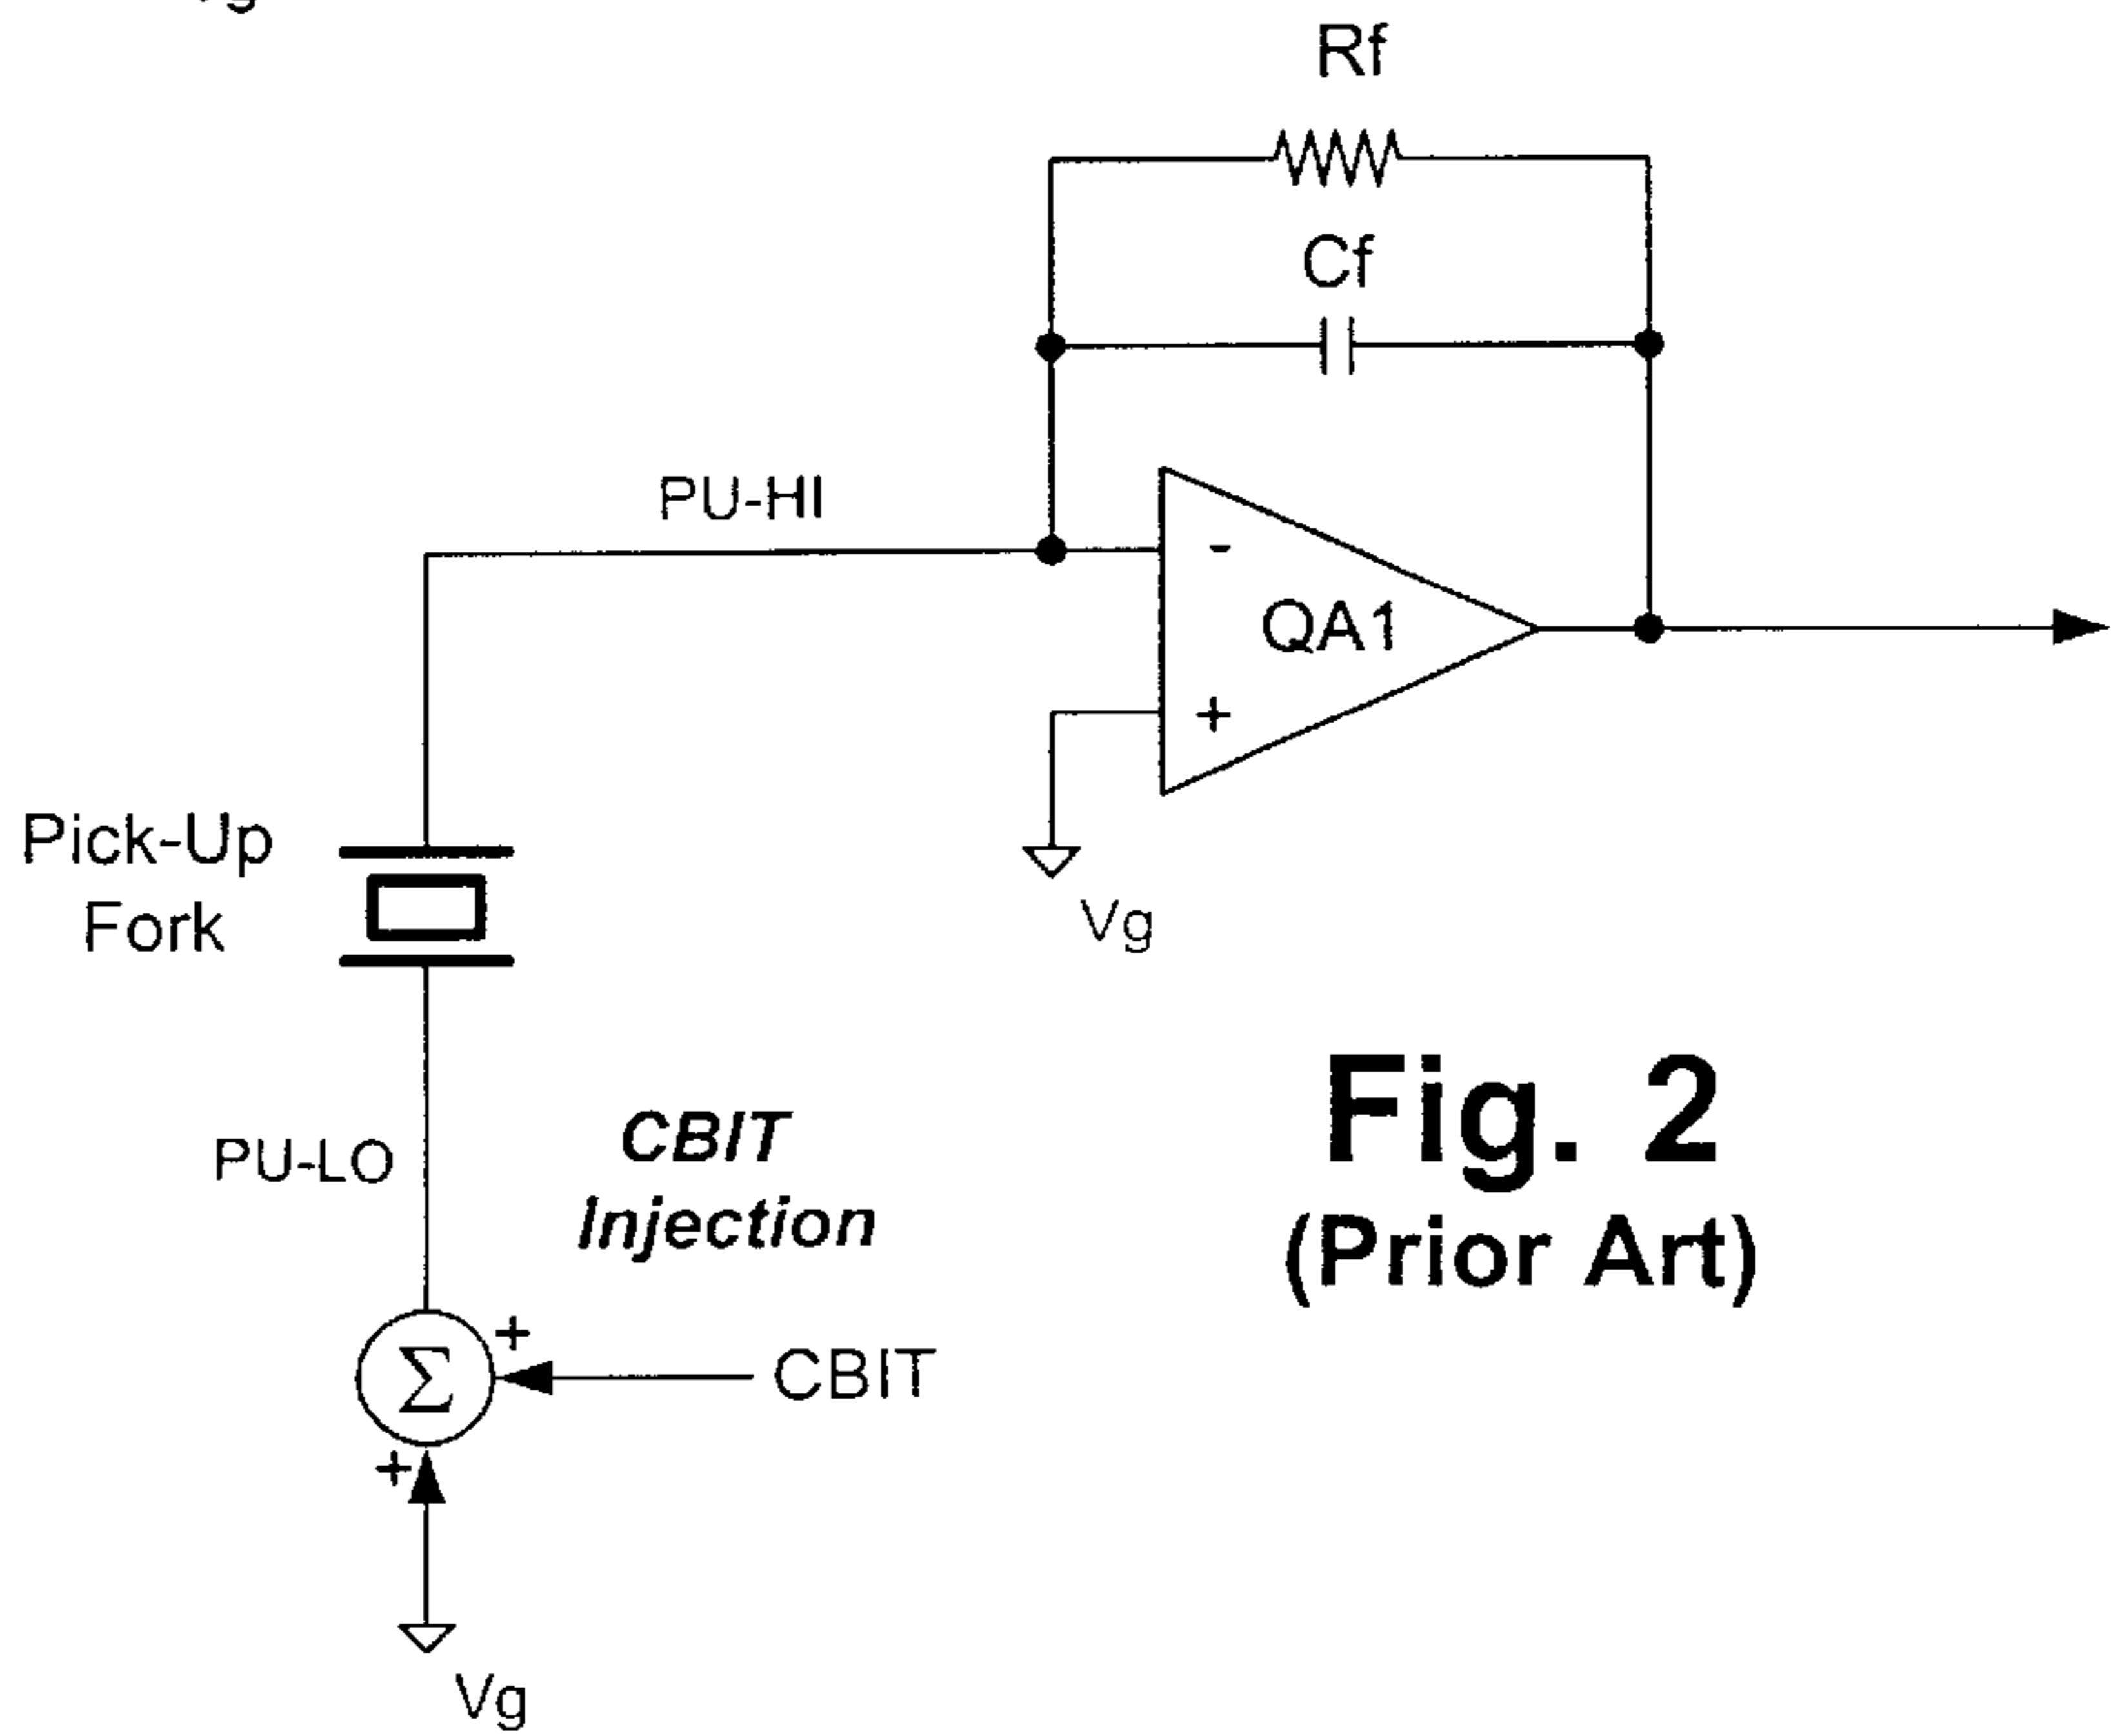 Rf
Cf
PU-HI
-
QA1
+
Pick-Up
Fork
Vg
PU-LO
CBIT
Injection
Fig. 2
(Prior Art)
+
Σ
CBIT
+
Vg